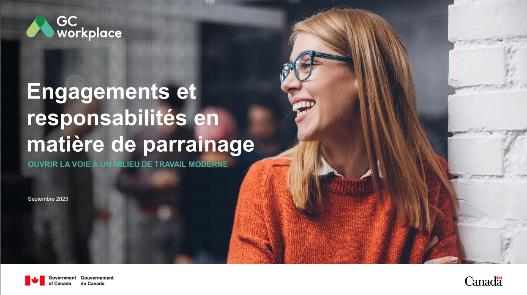 GC
workplace
Engagements et
responsabilités en
matière de parrainage
OUVRIR LA VOIE À UN MILIEU DE TRAVAIL MODERNE
Septembre 2023
Government Gouvernement
of Canada du Canada
Canada